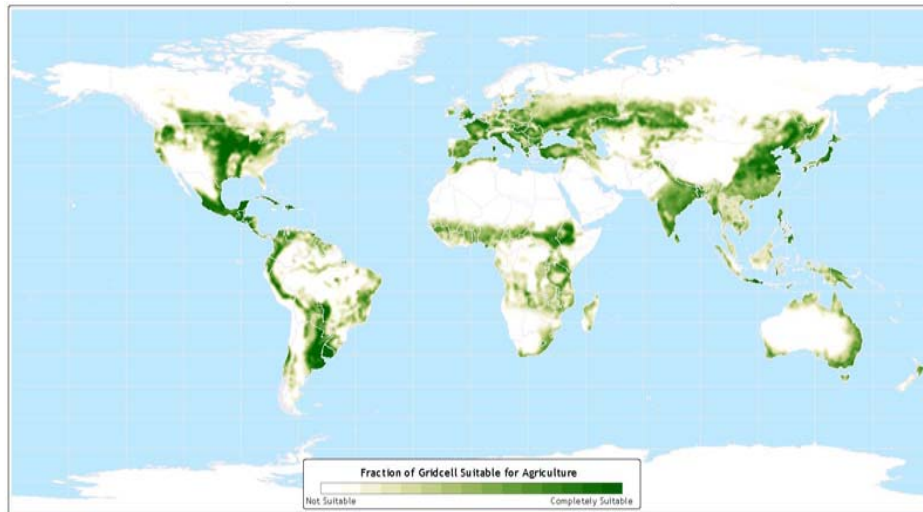 Fraction of Gridcell Suitable for Agriculture
Not Suitable
Completely Suitable